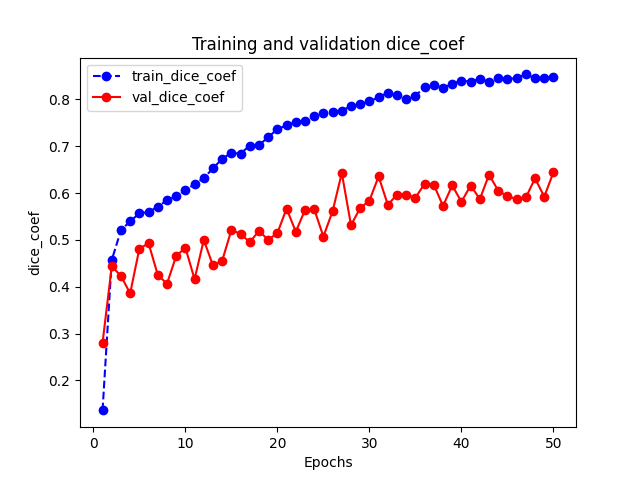 Training and validation dice_coef
train_dice_coef
val_dice_coef
dice_coef
0.8
0.7
0.6
0.5
0.4
0.3
0.2
0 10 20 30 40 50
Epochs